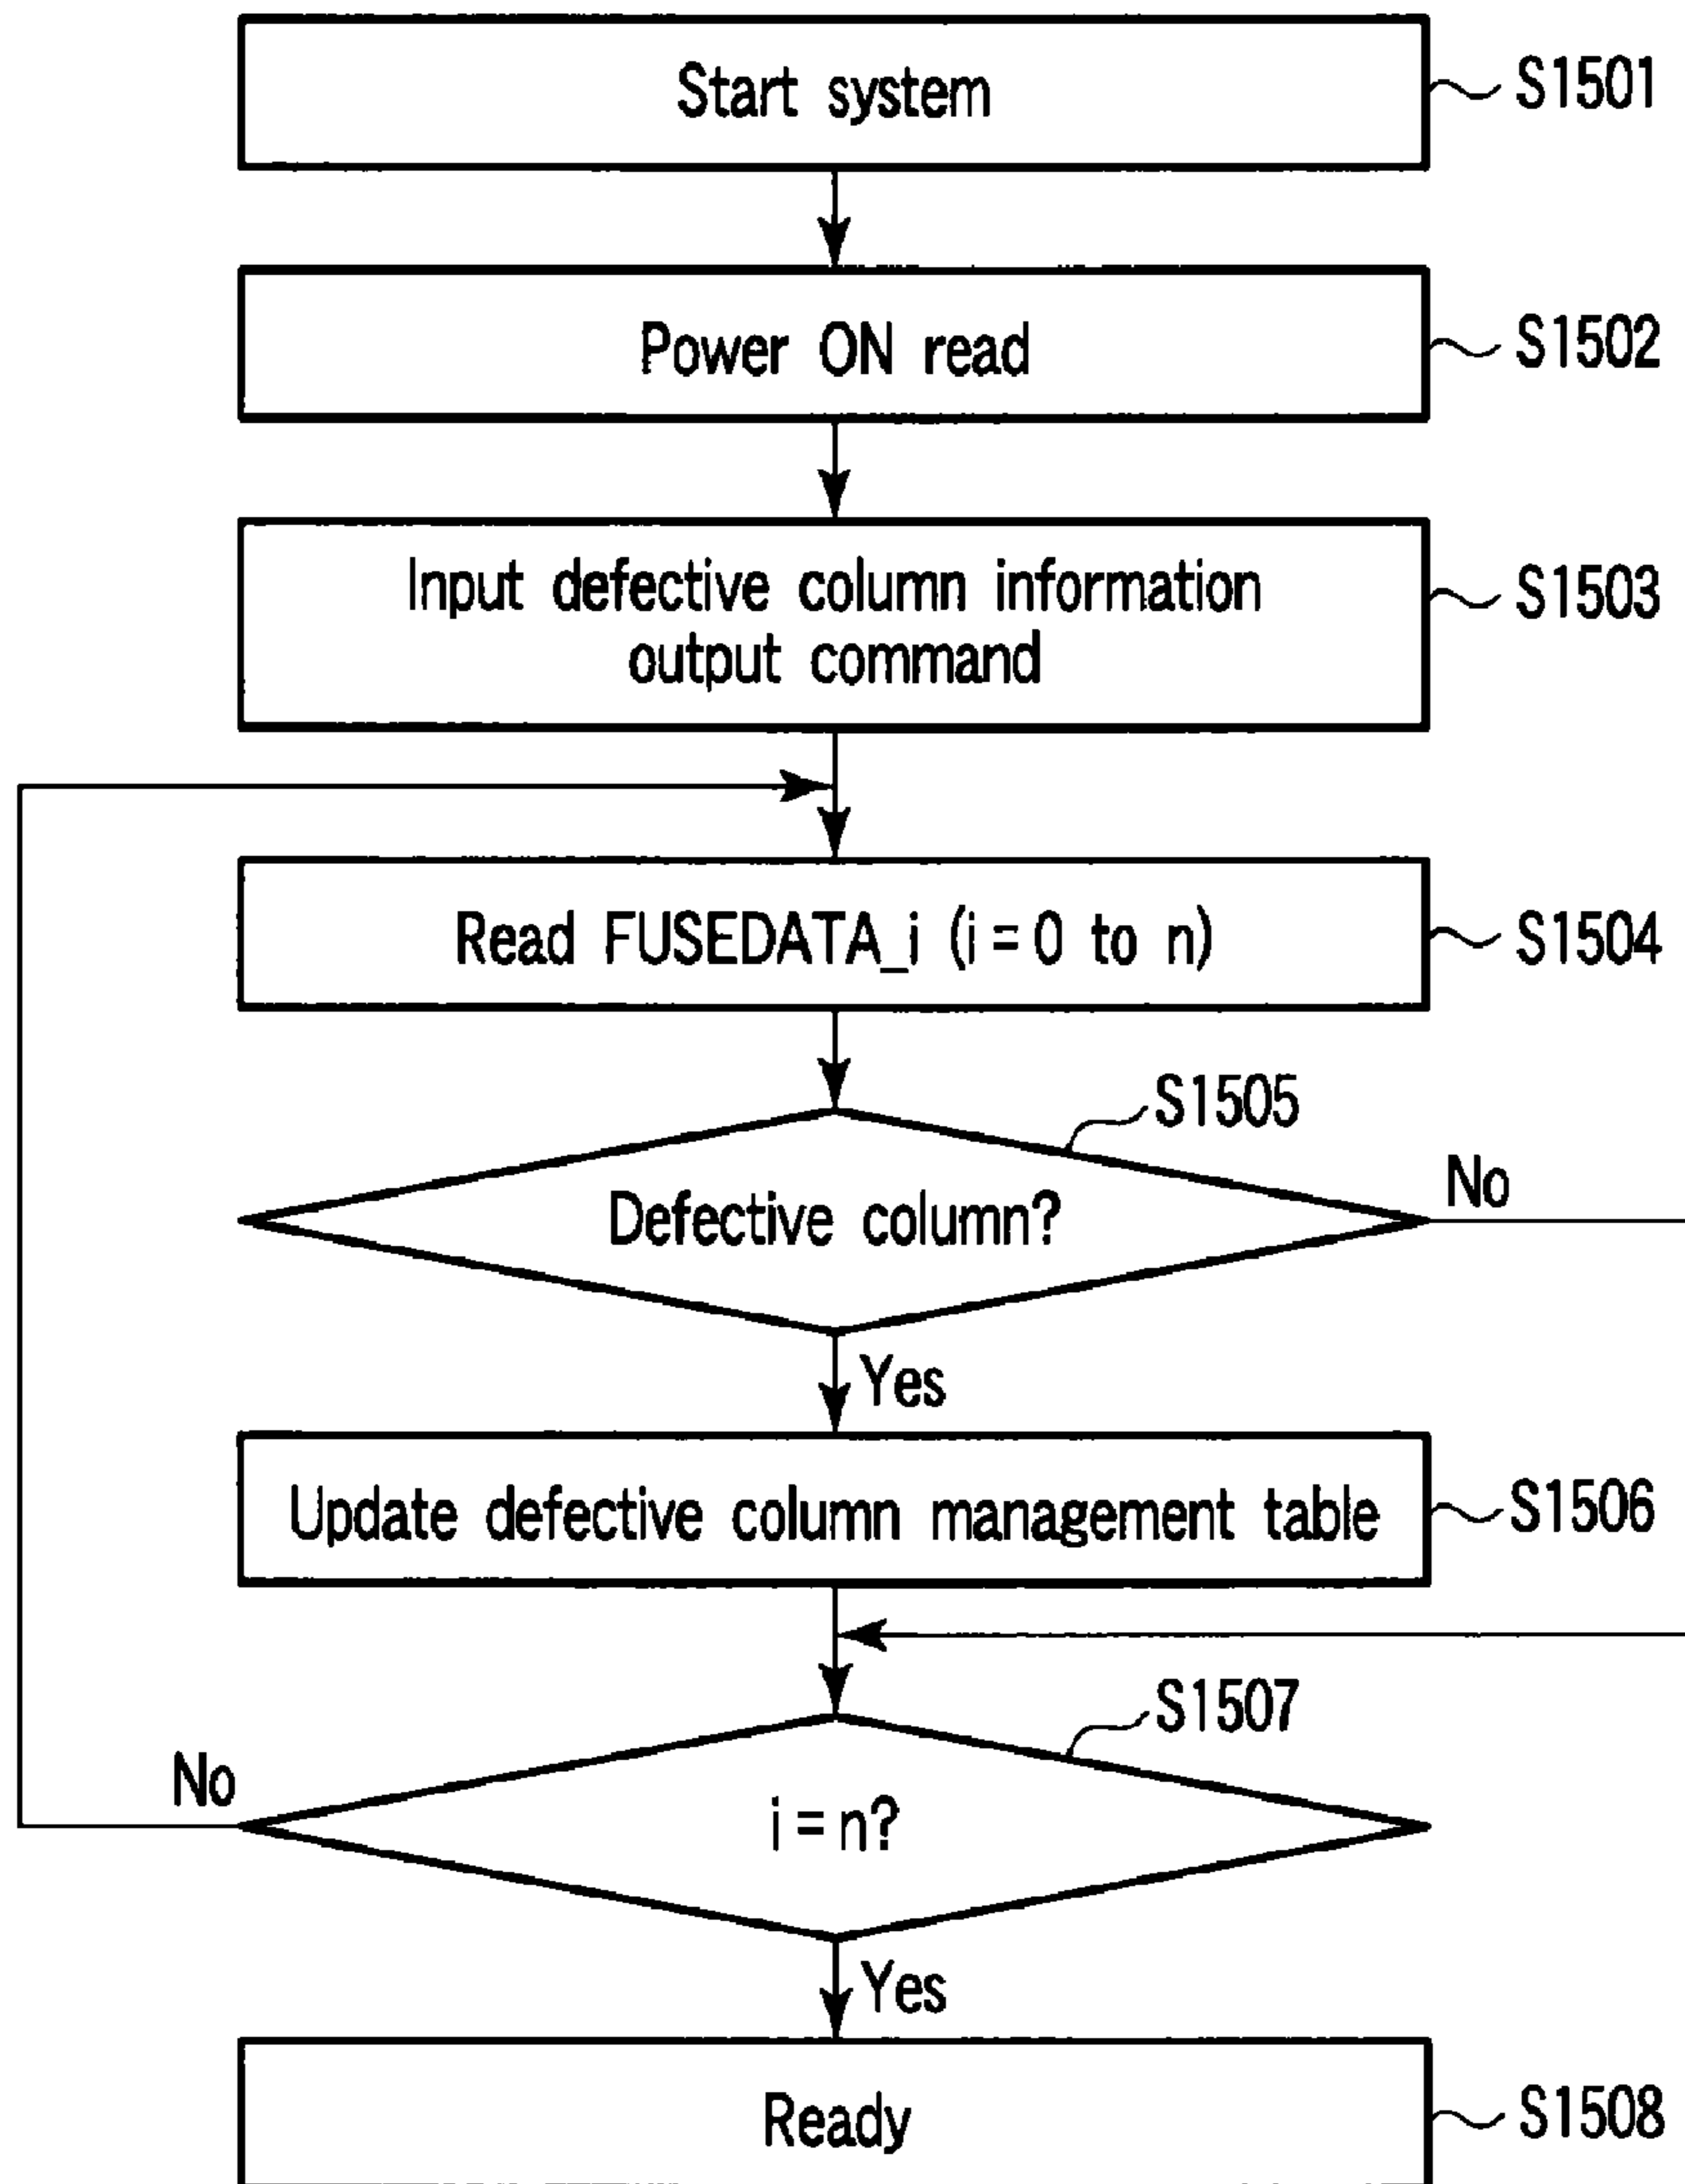 Start system
S1501
Power ON read
S1502
Input defective column information
output command
S1503
Read FUSEDATA_i (i = 0 to n)
S1504
S1505
Defective column?
No
Yes
Update defective column management table
S1506
S1507
No
i = n?
Yes
Ready
S1508